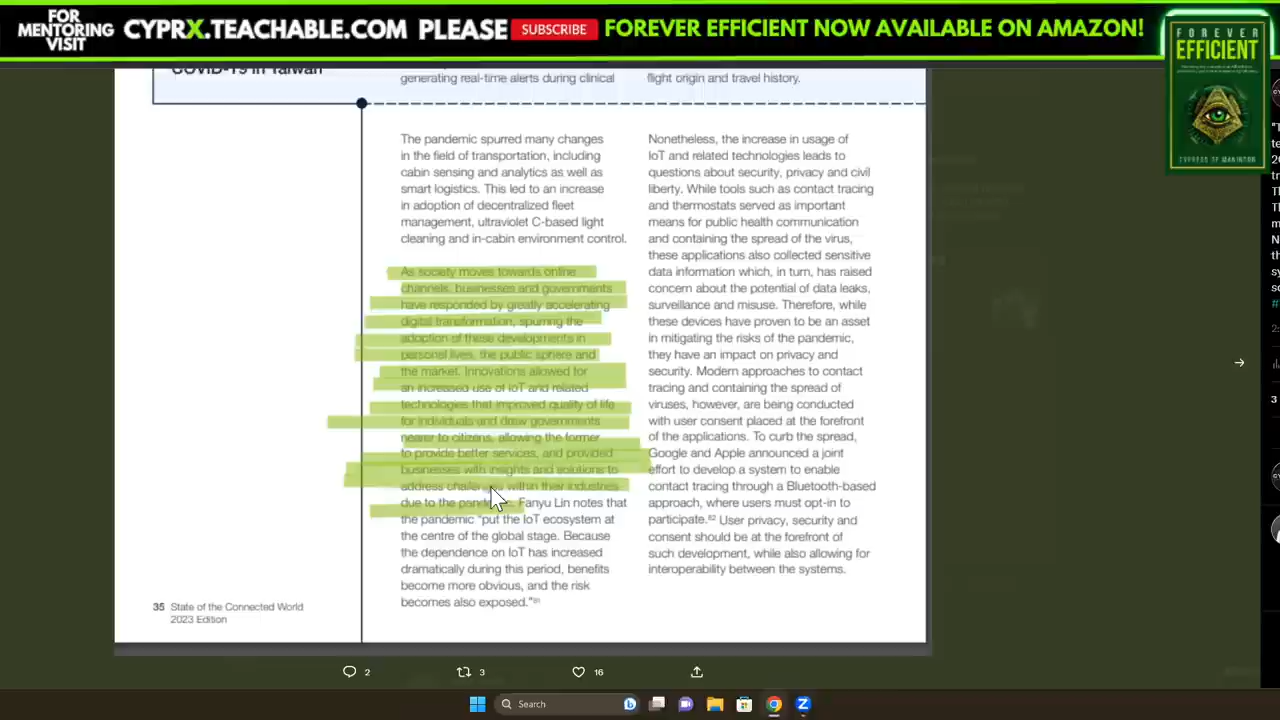 FOR
MENTORING
VISIT
CYPRX.TEACHABLE.COM PLEASE SUBSCRIBE FOREVER EFFICIENT NOW AVAILABLE ON AMAZON!
FOREVER
EFFICIENT
CYPRESS OF MANINTOR
COVID-19 in Taiwan
generating real-time alerts during clinical
flight origin and travel history.
The pandemic spurred many changes
in the field of transportation, including
cabin sensing and analytics as well as
smart logistics. This led to an increase
in adoption of decentralized fleet
management, ultraviolet C-based light
cleaning and in-cabin environment control.
As society moves towards online
channels, businesses and governments
have responded by greatly accelerating
digital transformation, spurring the
adoption of these developments in
personal lives, the public sphere and
the market. Innovations allowed for
an increased use of IoT and related
technologies that improved quality of life
for individuals and drew governments
nearer to citizens, allowing the former
to provide better services, and provided
businesses with insights and solutions to
address challenges within their industries
due to the pandemic. Fanyu Lin notes that
the pandemic "put the IoT ecosystem at
the centre of the global stage. Because
the dependence on IoT has increased
dramatically during this period, benefits
become more obvious, and the risk
becomes also exposed."⁸¹
Nonetheless, the increase in usage of
IoT and related technologies leads to
questions about security, privacy and civil
liberty. While tools such as contact tracing
and thermostats served as important
means for public health communication
and containing the spread of the virus,
these applications also collected sensitive
data information which, in turn, has raised
concern about the potential of data leaks,
surveillance and misuse. Therefore, while
these devices have proven to be an asset
in mitigating the risks of the pandemic,
they have an impact on privacy and
security. Modern approaches to contact
tracing and containing the spread of
viruses, however, are being conducted
with user consent placed at the forefront
of the applications. To curb the spread,
Google and Apple announced a joint
effort to develop a system to enable
contact tracing through a Bluetooth-based
approach, where users must opt-in to
participate.⁸² User privacy, security and
consent should be at the forefront of
such development, while also allowing for
interoperability between the systems.
35 State of the Connected World
2023 Edition
2
3
16
Search